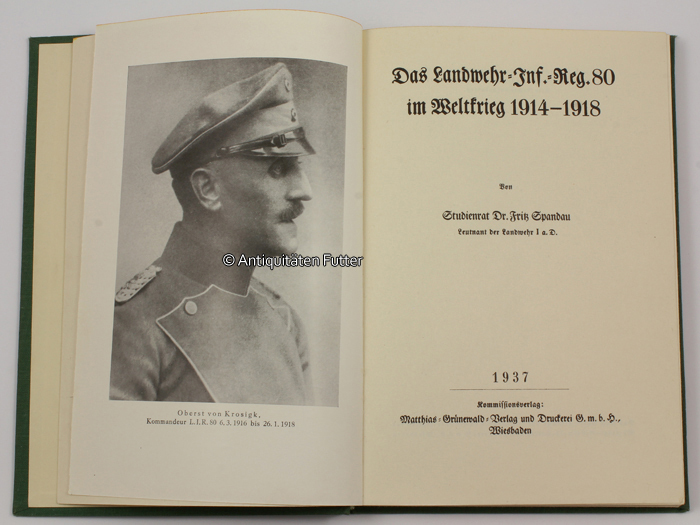 © Antiquitäten Futter
Oberst von Krosigk,
Kommandeur L.I.R. 80 6.3.1916 bis 26.1.1918
Das Landwehr-Inf.-Reg. 80
im Weltkrieg 1914–1918
Von
Studienrat Dr. Fritz Spandau
Leutnant der Landwehr I a. D.
1937
Kommissionsverlag:
Matthias-Grünewald-Verlag und Druckerei G. m. b. H.,
Wiesbaden